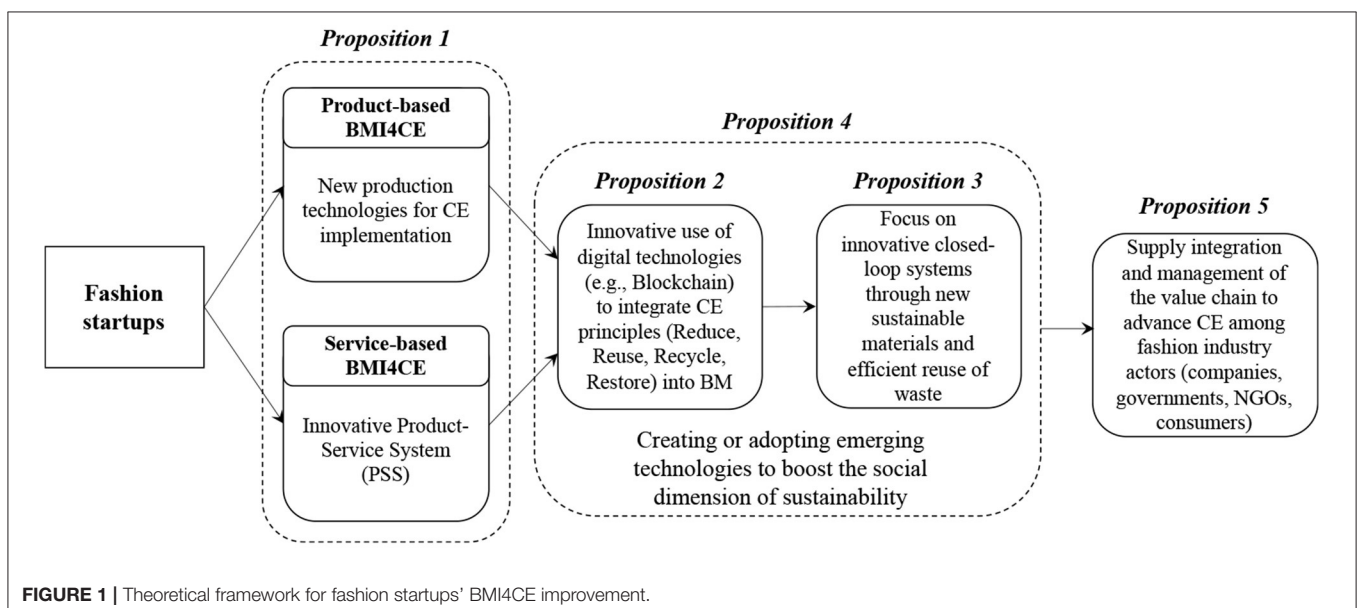 Proposition 1
Product-based
BMI4CE
New production
technologies for CE
implementation
Fashion
startups
Service-based
BMI4CE
Innovative Product-
Service System
(PSS)
Proposition 4
Proposition 2
Innovative use of
digital technologies
(e.g., Blockchain)
to integrate CE
principles (Reduce,
Reuse, Recycle,
Restore) into BM
Proposition 3
Focus on
innovative closed-
loop systems
through new
sustainable
materials and
efficient reuse of
waste
Creating or adopting emerging
technologies to boost the social
dimension of sustainability
Proposition 5
Supply integration
and management of
the value chain to
advance CE among
fashion industry
actors (companies,
governments, NGOs,
consumers)
FIGURE 1 | Theoretical framework for fashion startups' BMI4CE improvement.